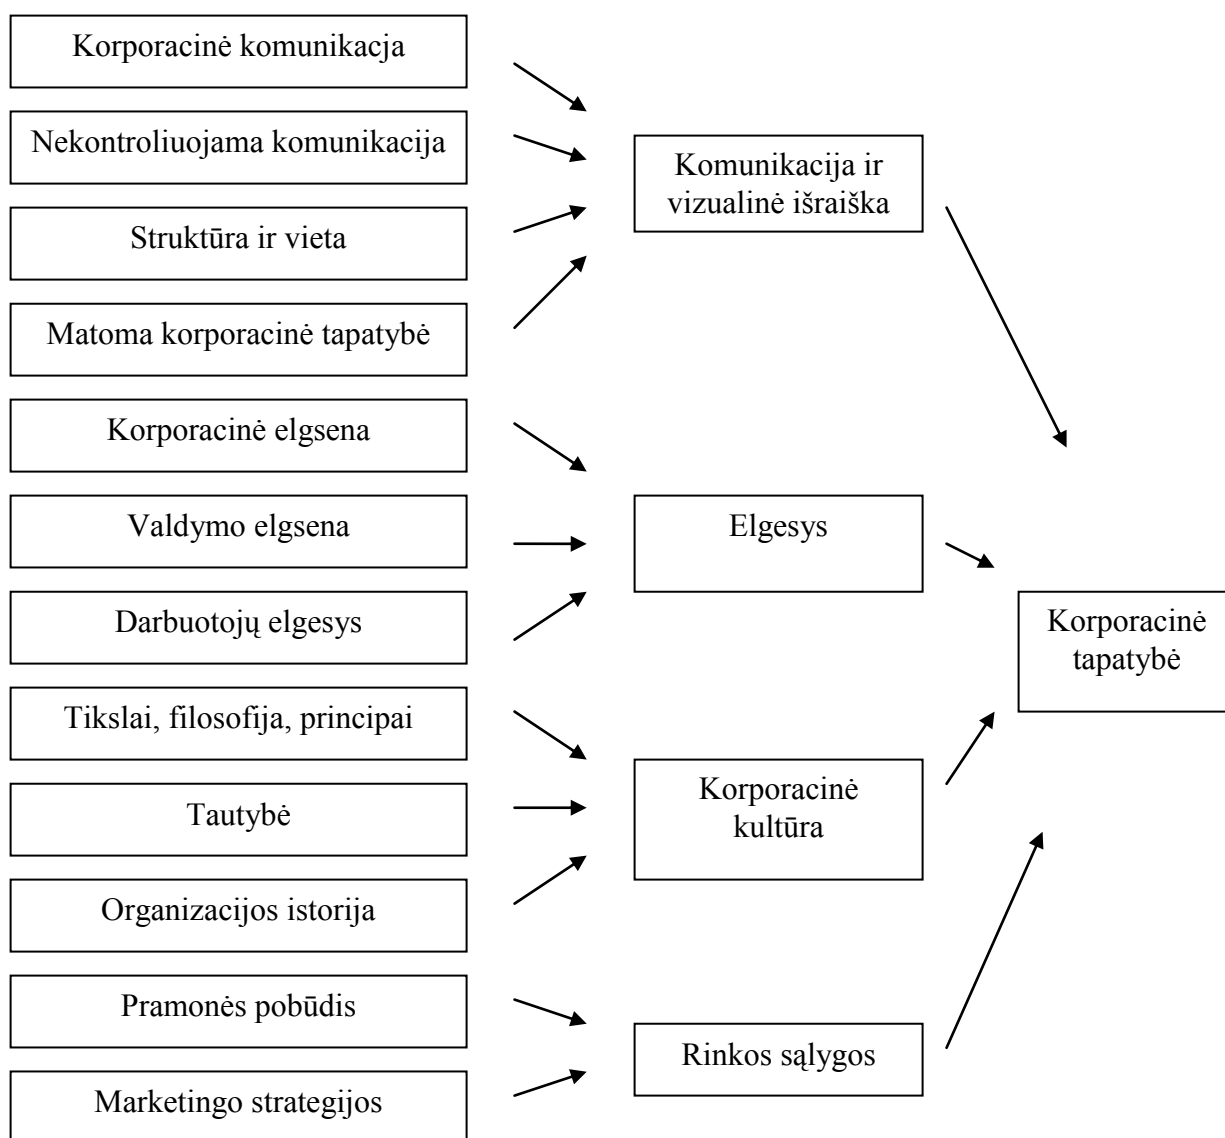 Korporacinė komunikacja
Nekontroliuojama komunikacija
Struktūra ir vieta
Matoma korporacinė tapatybė
Korporacinė elgsena
Valdymo elgsena
Darbuotojų elgesys
Tikslai, filosofija, principai
Tautybė
Organizacijos istorija
Pramonės pobūdis
Marketingo strategijos
Komunikacija ir
vizualinė išraiška
Elgesys
Korporacinė
kultūra
Rinkos sąlygos
Korporacinė
tapatybė